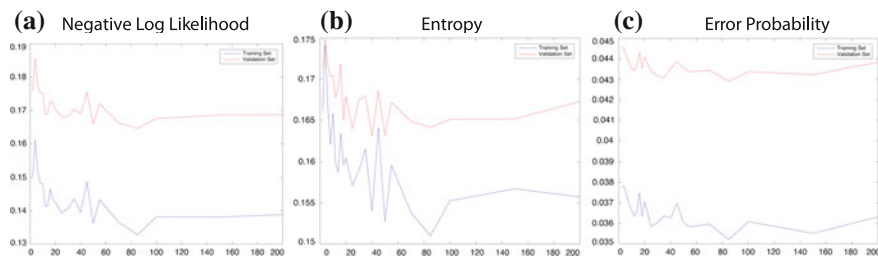 (a) Negative Log Likelihood
(b) Entropy
(c) Error Probability
0.19
0.18
0.17
0.16
0.15
0.14
0.13
0 20 40 60 80 100 120 140 160 180 200
Training Set
Validation Set
0.175
0.17
0.165
0.16
0.155
0.15
0 20 40 60 80 100 120 140 160 180 200
Training Set
Validation Set
0.045
0.044
0.043
0.042
0.041
0.04
0.039
0.038
0.037
0.036
0.035
0 20 40 60 80 100 120 140 160 180 200
Training Set
Validation Set